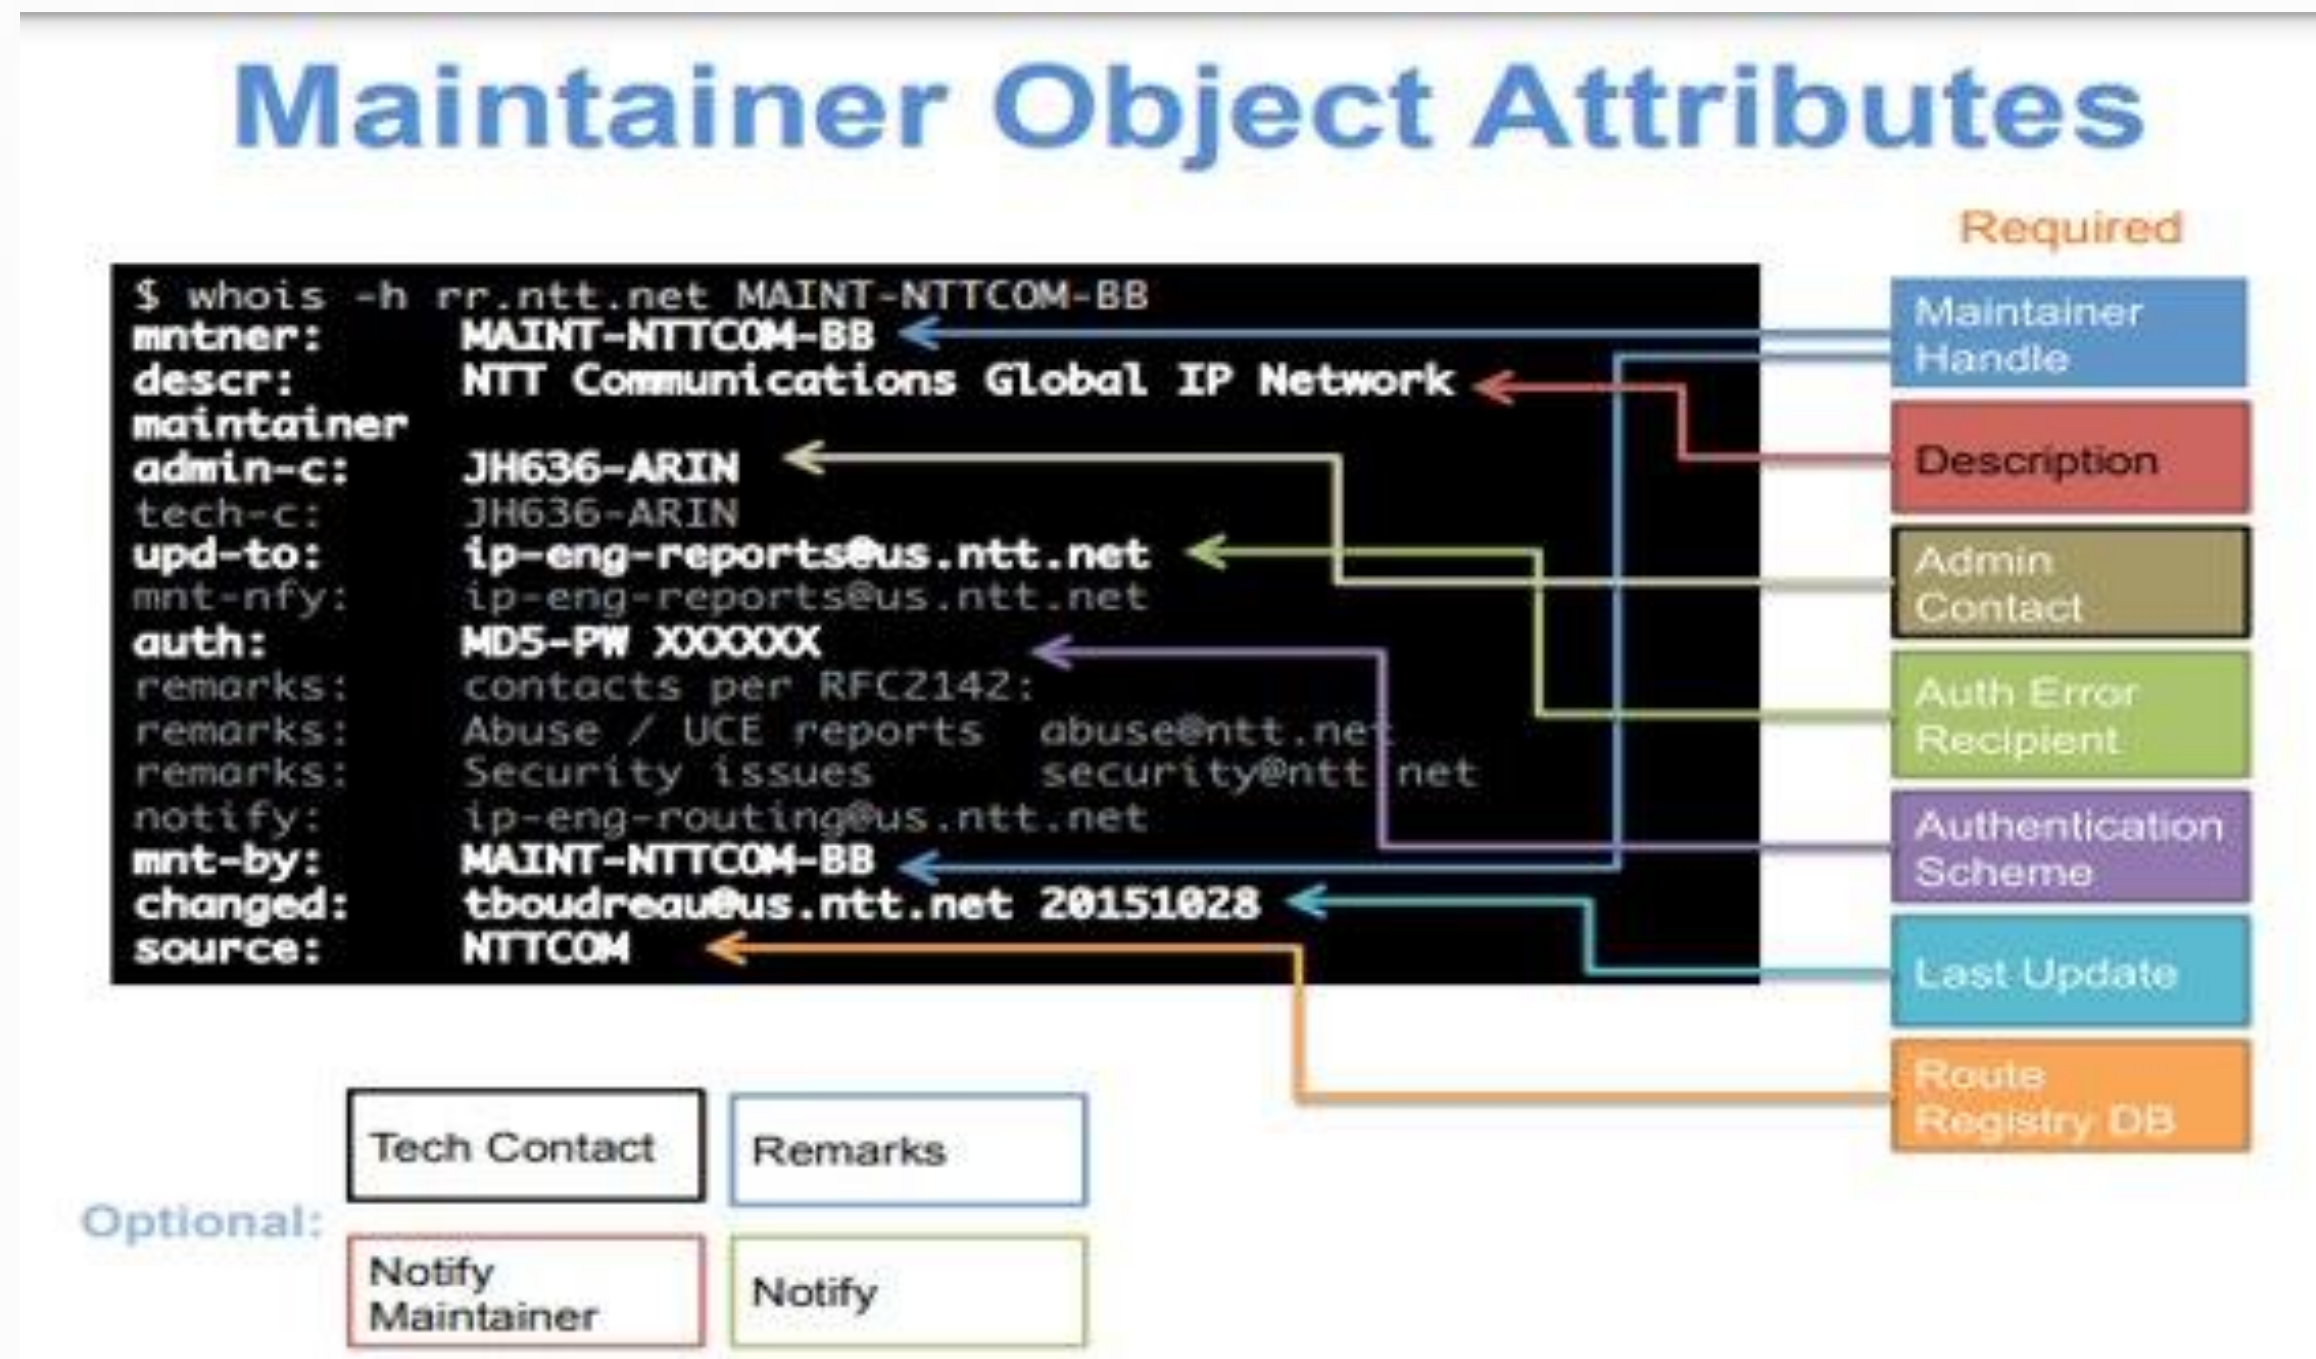 Maintainer Object Attributes
Required
$ whois -h rr.ntt.net MAINT-NTTCOM-BB
mntner: MAINT-NTTCOM-BB
descr: NTT Communications Global IP Network
maintainer
admin-c: JH636-ARIN
tech-c: JH636-ARIN
upd-to: ip-eng-reports@us.ntt.net
mnt-nfy: ip-eng-reports@us.ntt.net
auth: MD5-PW XXXXXX
remarks: contacts per RFC2142:
remarks: Abuse / UCE reports abuse@ntt.net
remarks: Security issues security@ntt.net
notify: ip-eng-routing@us.ntt.net
mnt-by: MAINT-NTTCOM-BB
changed: tboudreau@us.ntt.net 20151028
source: NTTCOM
Maintainer
Handle
Description
Admin
Contact
Auth Error
Recipient
Authentication
Scheme
Last Update
Route
Registry DB
Optional:
Tech Contact
Remarks
Notify
Maintainer
Notify